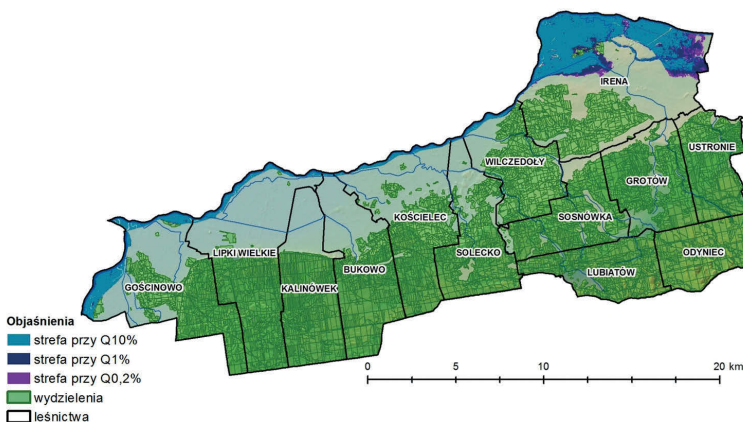 IRENA
USTRONIE
WILCZEDOŁY
GROTÓW
KOŚCIELEC
SOSNÓWKA
LIPKI WIELKIE
SOLECKO
ODYNIEC
BUKOWO
LUBIATÓW
GOŚCINOWO
KALINÓWEK
Objaśnienia
strefa przy Q10%
strefa przy Q1%
strefa przy Q0,2%
wydzielenia
leśnictwa
0 5 10 20 km